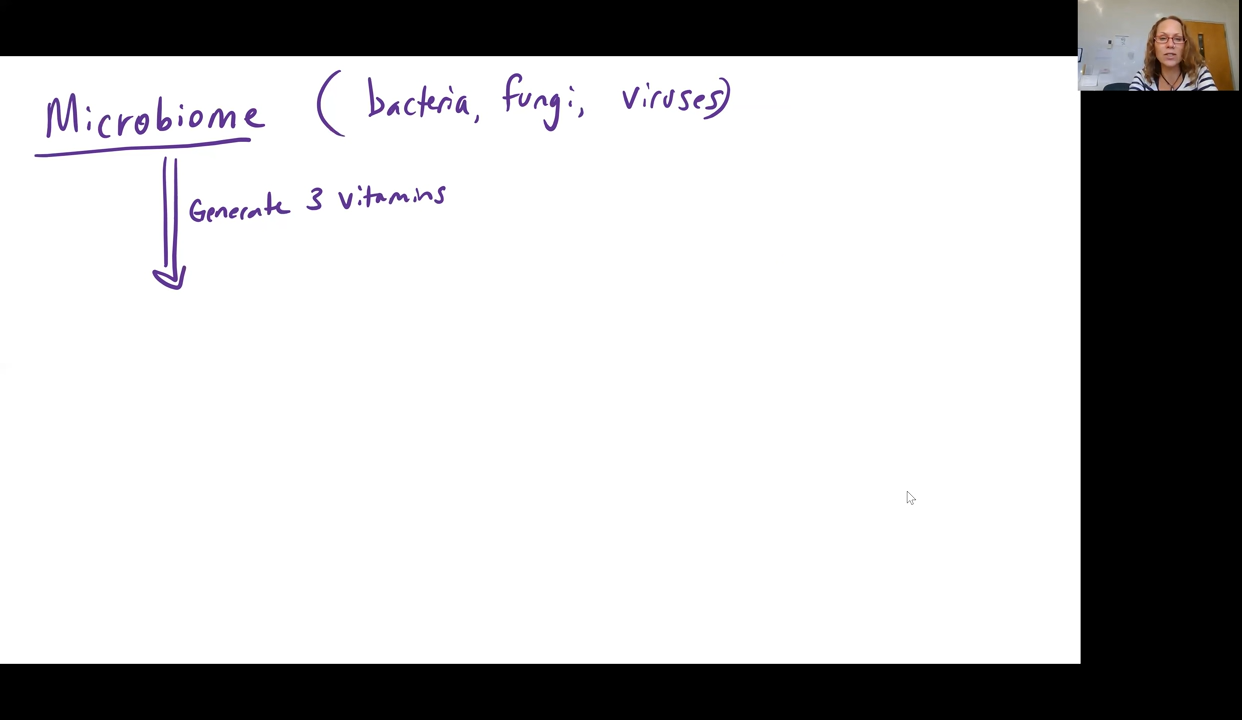 Microbiome (bacteria, fungi, viruses)
Generate 3 vitamins